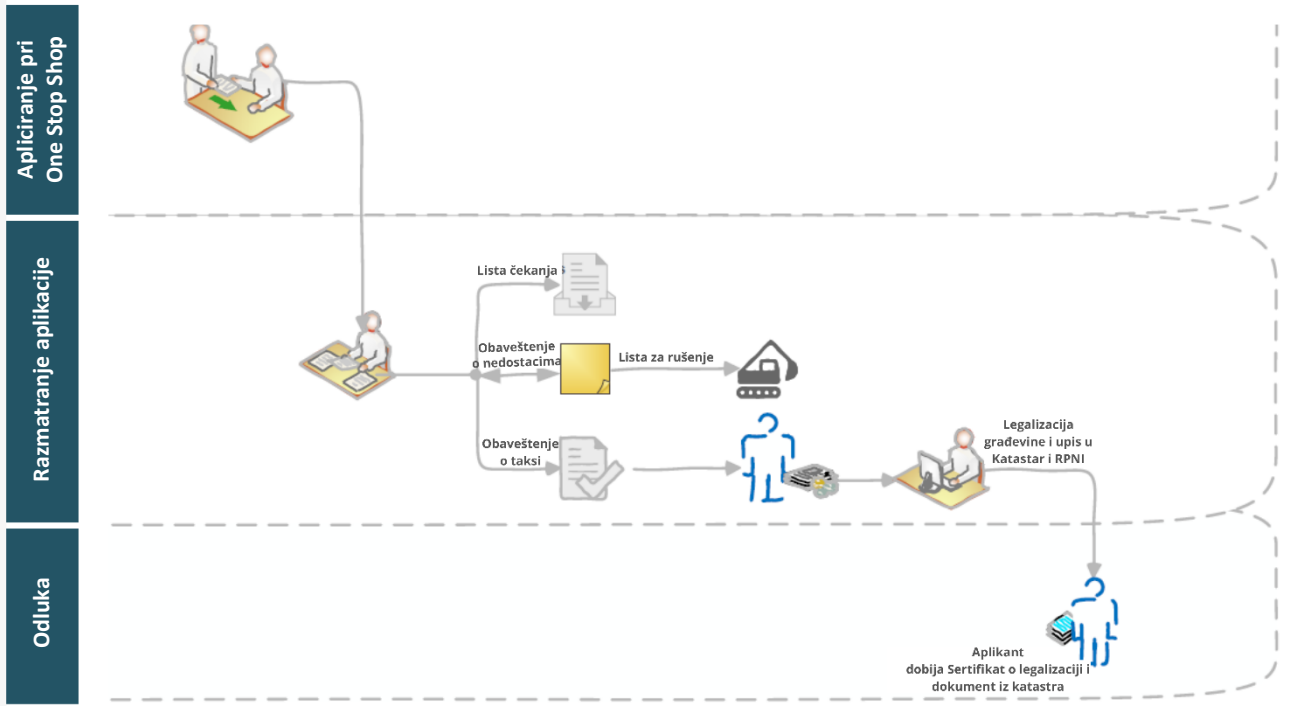 Apliciranje pri
One Stop Shop
Razmatranje aplikacije
Lista čekanja
Obaveštenje
o nedostacima
Lista za rušenje
Obaveštenje
o taksi
Legalizacija
građevine i upis u
Katastar i RPNI
Odluka
Aplikant
dobija Sertifikat o legalizaciji i
dokument iz katastra